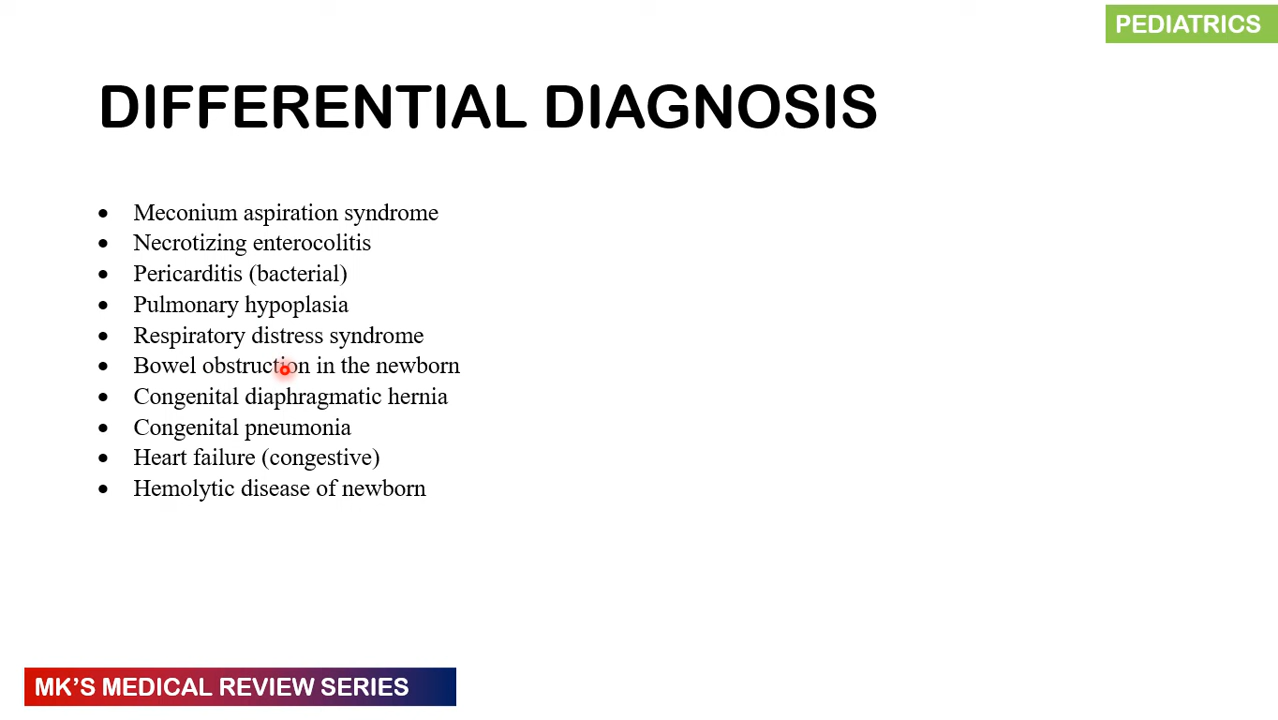 PEDIATRICS
DIFFERENTIAL DIAGNOSIS
• Meconium aspiration syndrome
• Necrotizing enterocolitis
• Pericarditis (bacterial)
• Pulmonary hypoplasia
• Respiratory distress syndrome
• Bowel obstruction in the newborn
• Congenital diaphragmatic hernia
• Congenital pneumonia
• Heart failure (congestive)
• Hemolytic disease of newborn
MK’S MEDICAL REVIEW SERIES